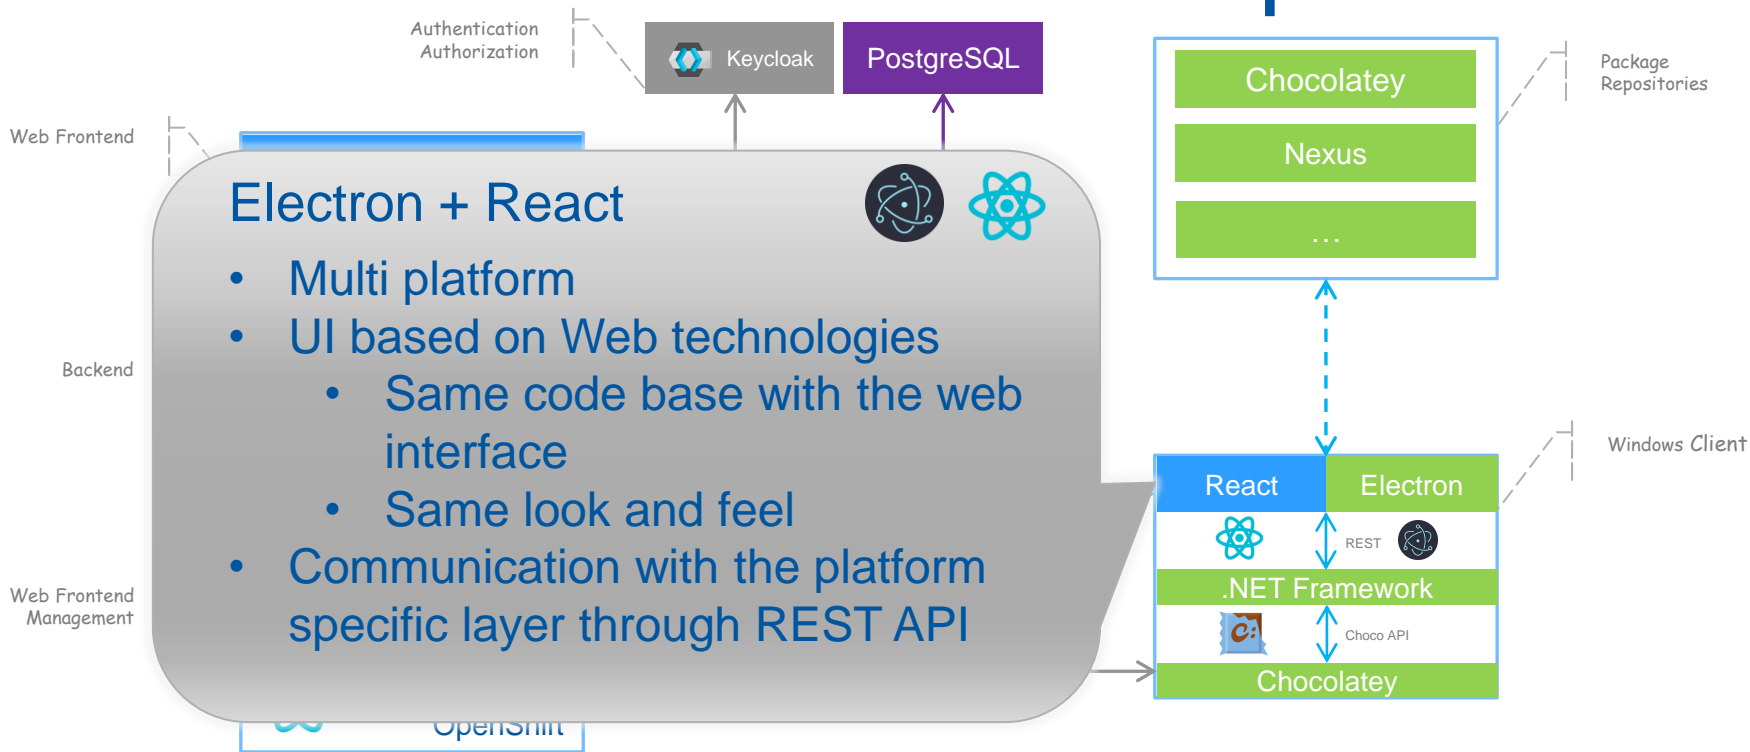 Authentication
Authorization
Keycloak
PostgreSQL
Chocolatey
Nexus
...
Package
Repositories
Web Frontend
Electron + React
• Multi platform
• UI based on Web technologies
• Same code base with the web
interface
• Same look and feel
• Communication with the platform
specific layer through REST API
Backend
Web Frontend
Management
Windows Client
React
Electron
REST
.NET Framework
C:
Choco API
Chocolatey
OpenShift